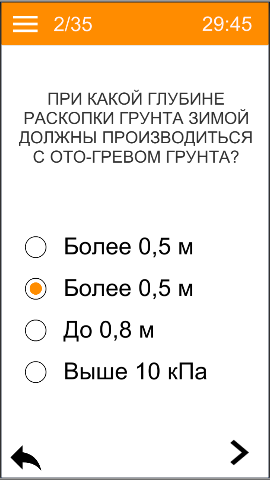 2/35 29:45
ПРИ КАКОЙ ГЛУБИНЕ
РАСКОПКИ ГРУНТА ЗИМОЙ
ДОЛЖНЫ ПРОИЗВОДИТЬСЯ
С ОТО-ГРЕВОМ ГРУНТА?
Более 0,5 м
Более 0,5 м
До 0,8 м
Выше 10 кПа